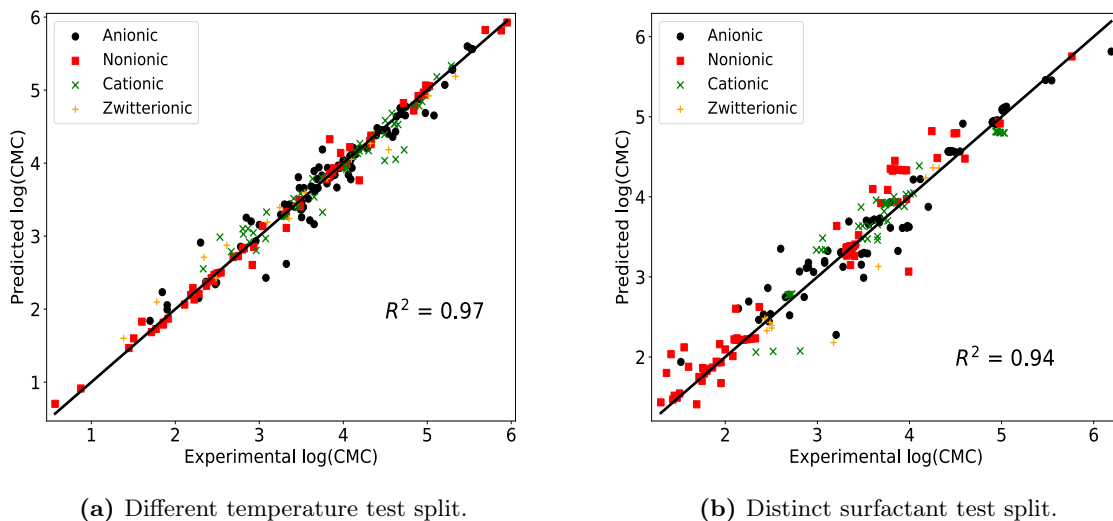 6
5
4
3
2
1
Predicted log(CMC)
Anionic
Nonionic
Cationic
Zwitterionic
R² = 0.97
1 2 3 4 5 6
Experimental log(CMC)
(a) Different temperature test split.
6
5
4
3
2
Predicted log(CMC)
Anionic
Nonionic
Cationic
Zwitterionic
R² = 0.94
2 3 4 5 6
Experimental log(CMC)
(b) Distinct surfactant test split.